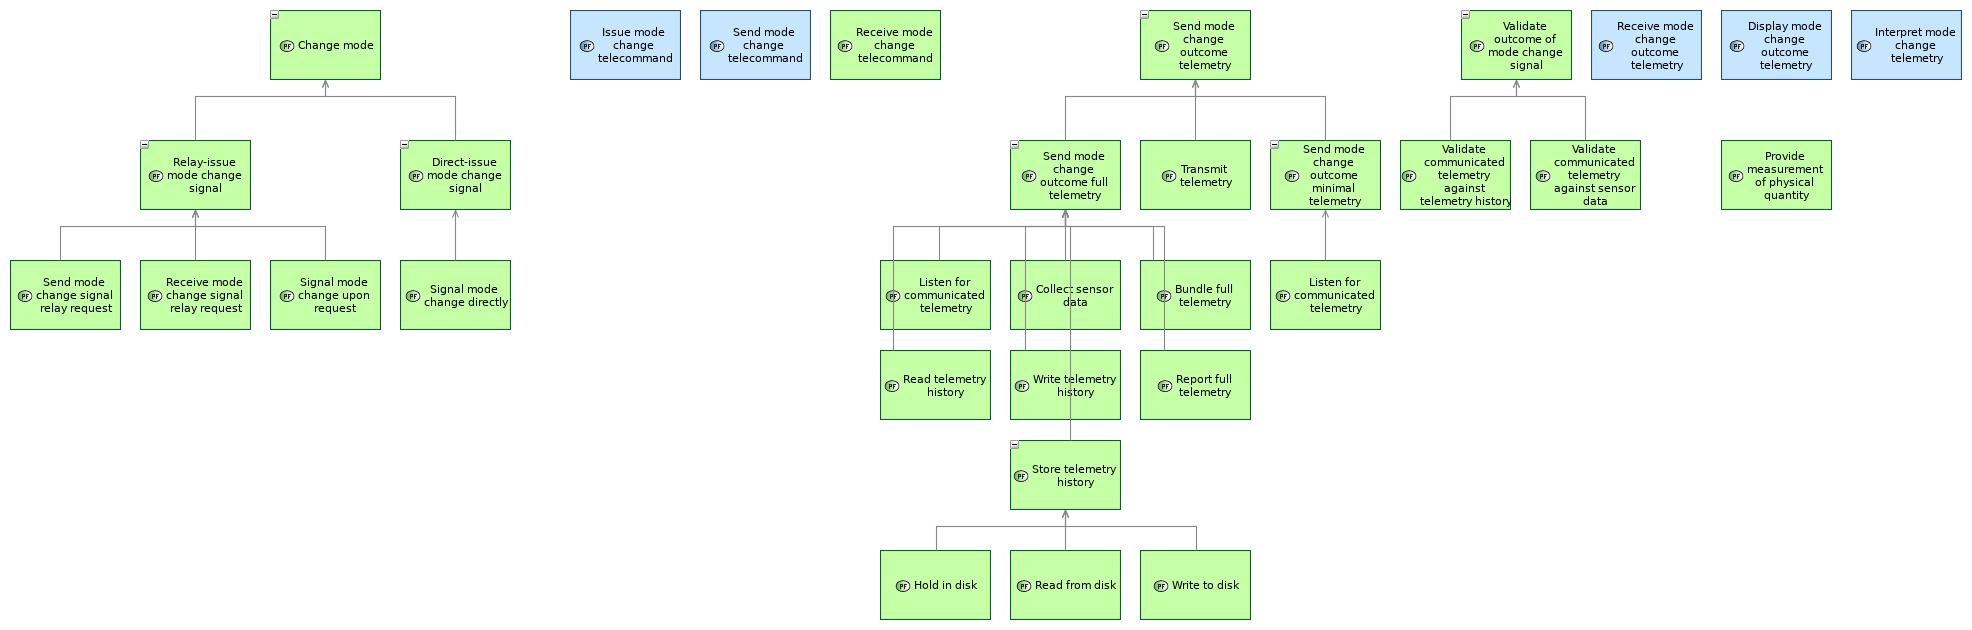 PF Change mode
PF Issue mode
change
telecommand
PF Send mode
change
telecommand
PF Receive mode
change
telecommand
PF Send mode
change
outcome
telemetry
PF Validate
outcome of
mode change
signal
PF Receive mode
change
outcome
telemetry
PF Display mode
change
outcome
telemetry
PF Interpret mode
change
telemetry
PF Relay-issue
mode change
signal
PF Direct-issue
mode change
signal
PF Send mode
change
outcome full
telemetry
PF Transmit
telemetry
PF Send mode
change
outcome
minimal
telemetry
PF Validate
communicated
telemetry
against
telemetry history
PF Validate
communicated
telemetry
against sensor
data
PF Provide
measurement
of physical
quantity
PF Send mode
change signal
relay request
PF Receive mode
change signal
relay request
PF Signal mode
change upon
request
PF Signal mode
change directly
PF Listen for
communicated
telemetry
PF Collect sensor
data
PF Bundle full
telemetry
PF Listen for
communicated
telemetry
PF Read telemetry
history
PF Write telemetry
history
PF Report full
telemetry
PF Store telemetry
history
PF Hold in disk
PF Read from disk
PF Write to disk